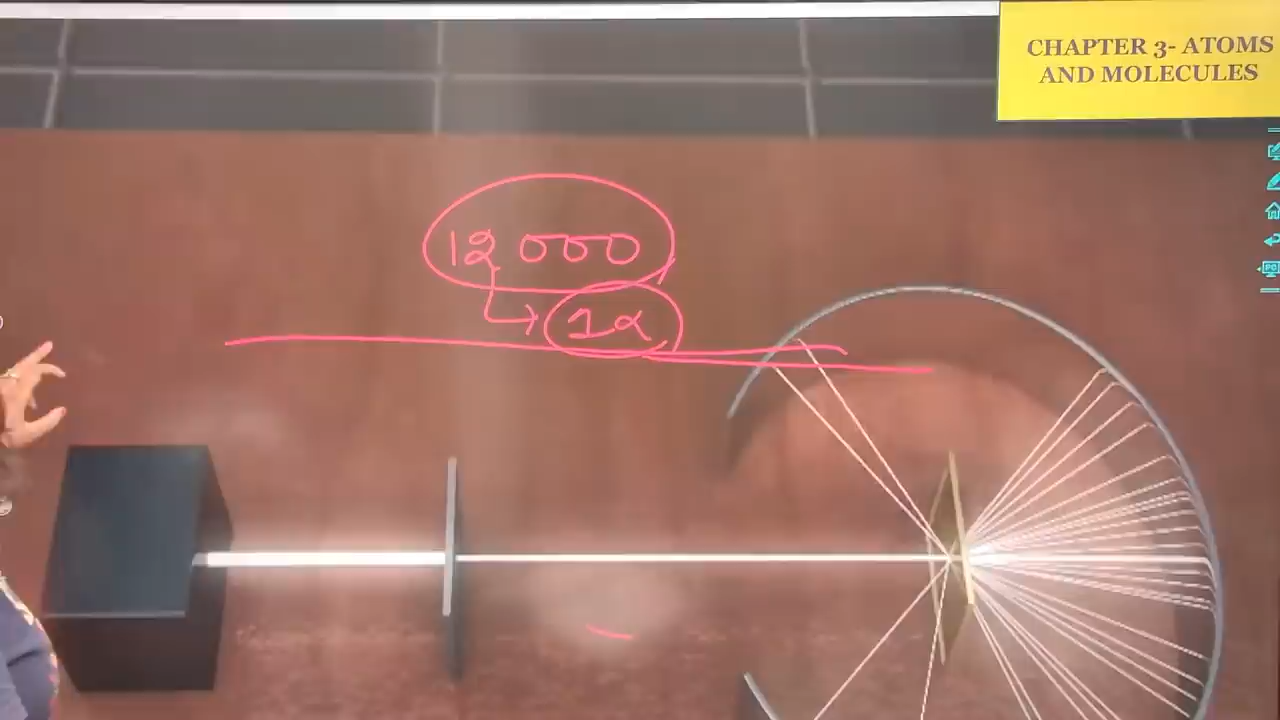 CHAPTER 3- ATOMS
AND MOLECULES
12000
→ 1α